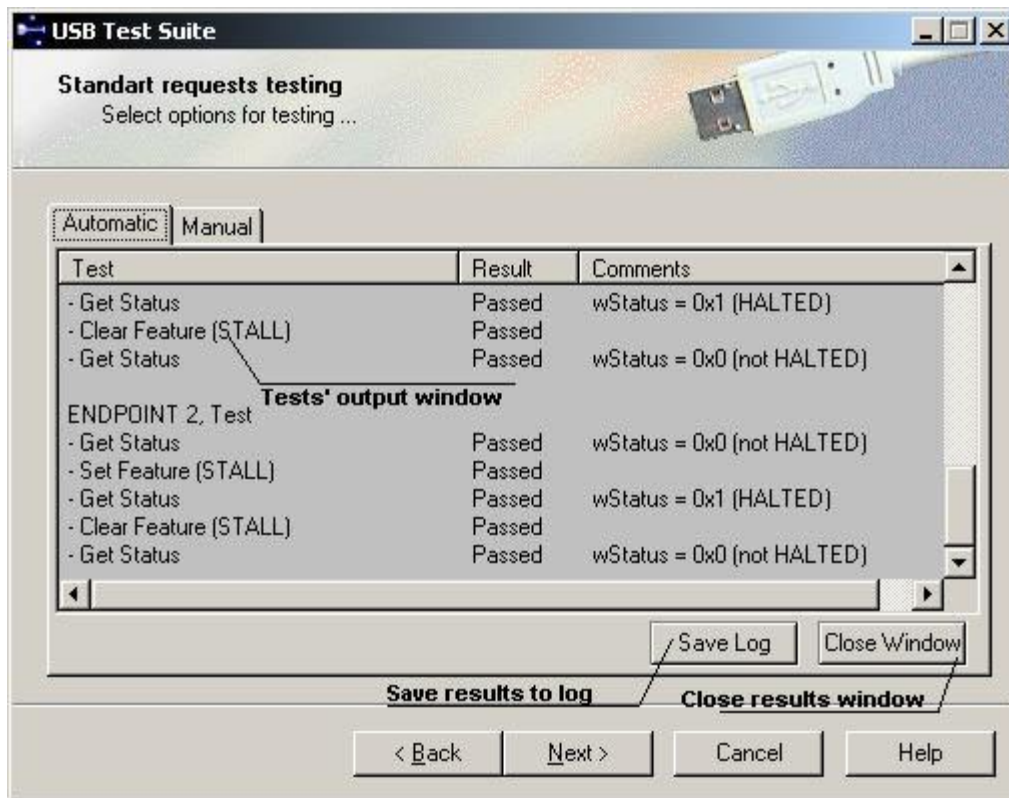 USB Test Suite
Standart requests testing
Select options for testing ...
Automatic Manual
Test Result Comments
- Get Status Passed wStatus = 0x1 (HALTED)
- Clear Feature (STALL) Passed
- Get Status Passed wStatus = 0x0 (not HALTED)
Tests' output window
ENDPOINT 2, Test
- Get Status Passed wStatus = 0x0 (not HALTED)
- Set Feature (STALL) Passed
- Get Status Passed wStatus = 0x1 (HALTED)
- Clear Feature (STALL) Passed
- Get Status Passed wStatus = 0x0 (not HALTED)
Save Log Close Window
Save results to log Close results window
< Back Next > Cancel Help